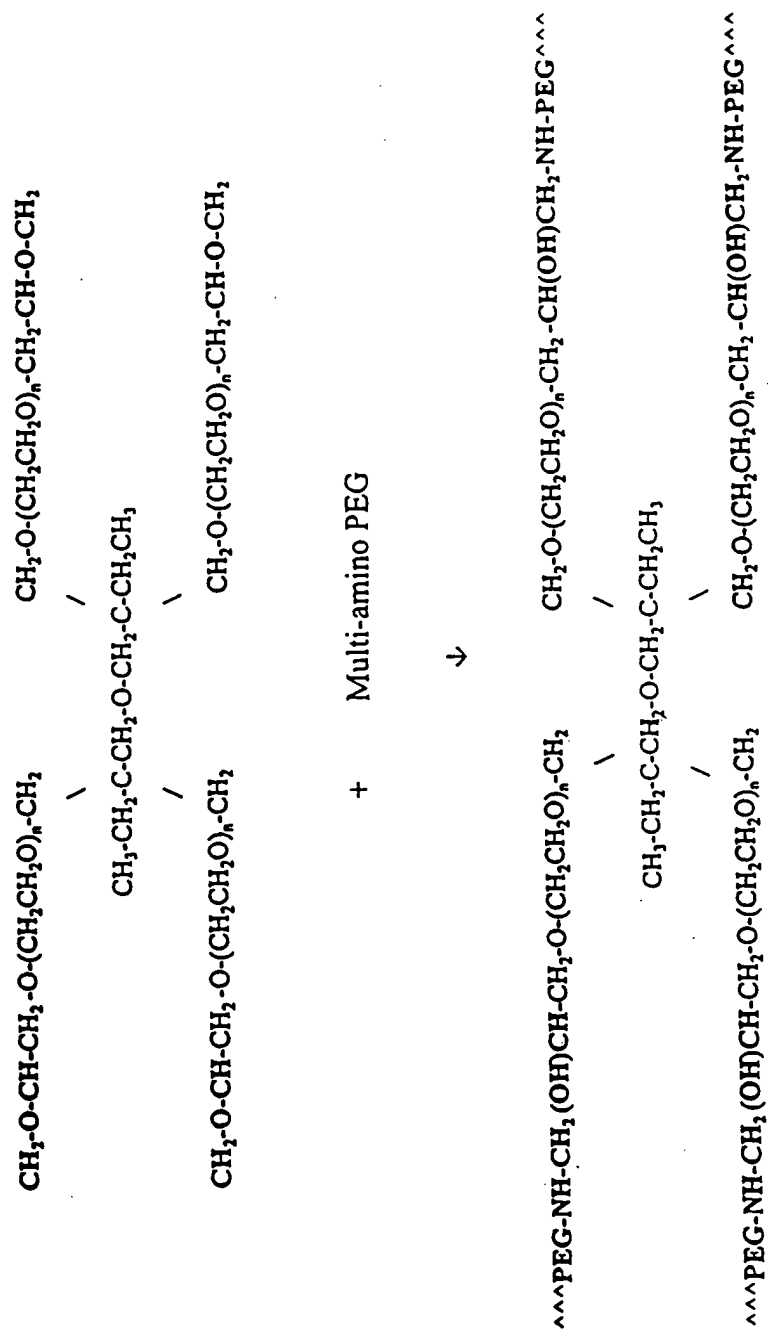 CH₂-O-CH-CH₂-O-(CH₂CH₂O)ₙ-CH₂ CH₂-O-(CH₂CH₂O)ₙ-CH₂-CH-O-CH₂
\ /
CH₃-CH₂-C-CH₂-O-CH₂-C-CH₂CH₃
/ \
CH₂-O-CH-CH₂-O-(CH₂CH₂O)ₙ-CH₂ CH₂-O-(CH₂CH₂O)ₙ-CH₂-CH-O-CH₂
+ Multi-amino PEG
↓
^^^PEG-NH-CH₂(OH)CH-CH₂-O-(CH₂CH₂O)ₙ-CH₂ CH₂-O-(CH₂CH₂O)ₙ-CH₂-CH(OH)CH₂-NH-PEG^^^
\ /
CH₃-CH₂-C-CH₂-O-CH₂-C-CH₂CH₃
/ \
^^^PEG-NH-CH₂(OH)CH-CH₂-O-(CH₂CH₂O)ₙ-CH₂ CH₂-O-(CH₂CH₂O)ₙ-CH₂-CH(OH)CH₂-NH-PEG^^^